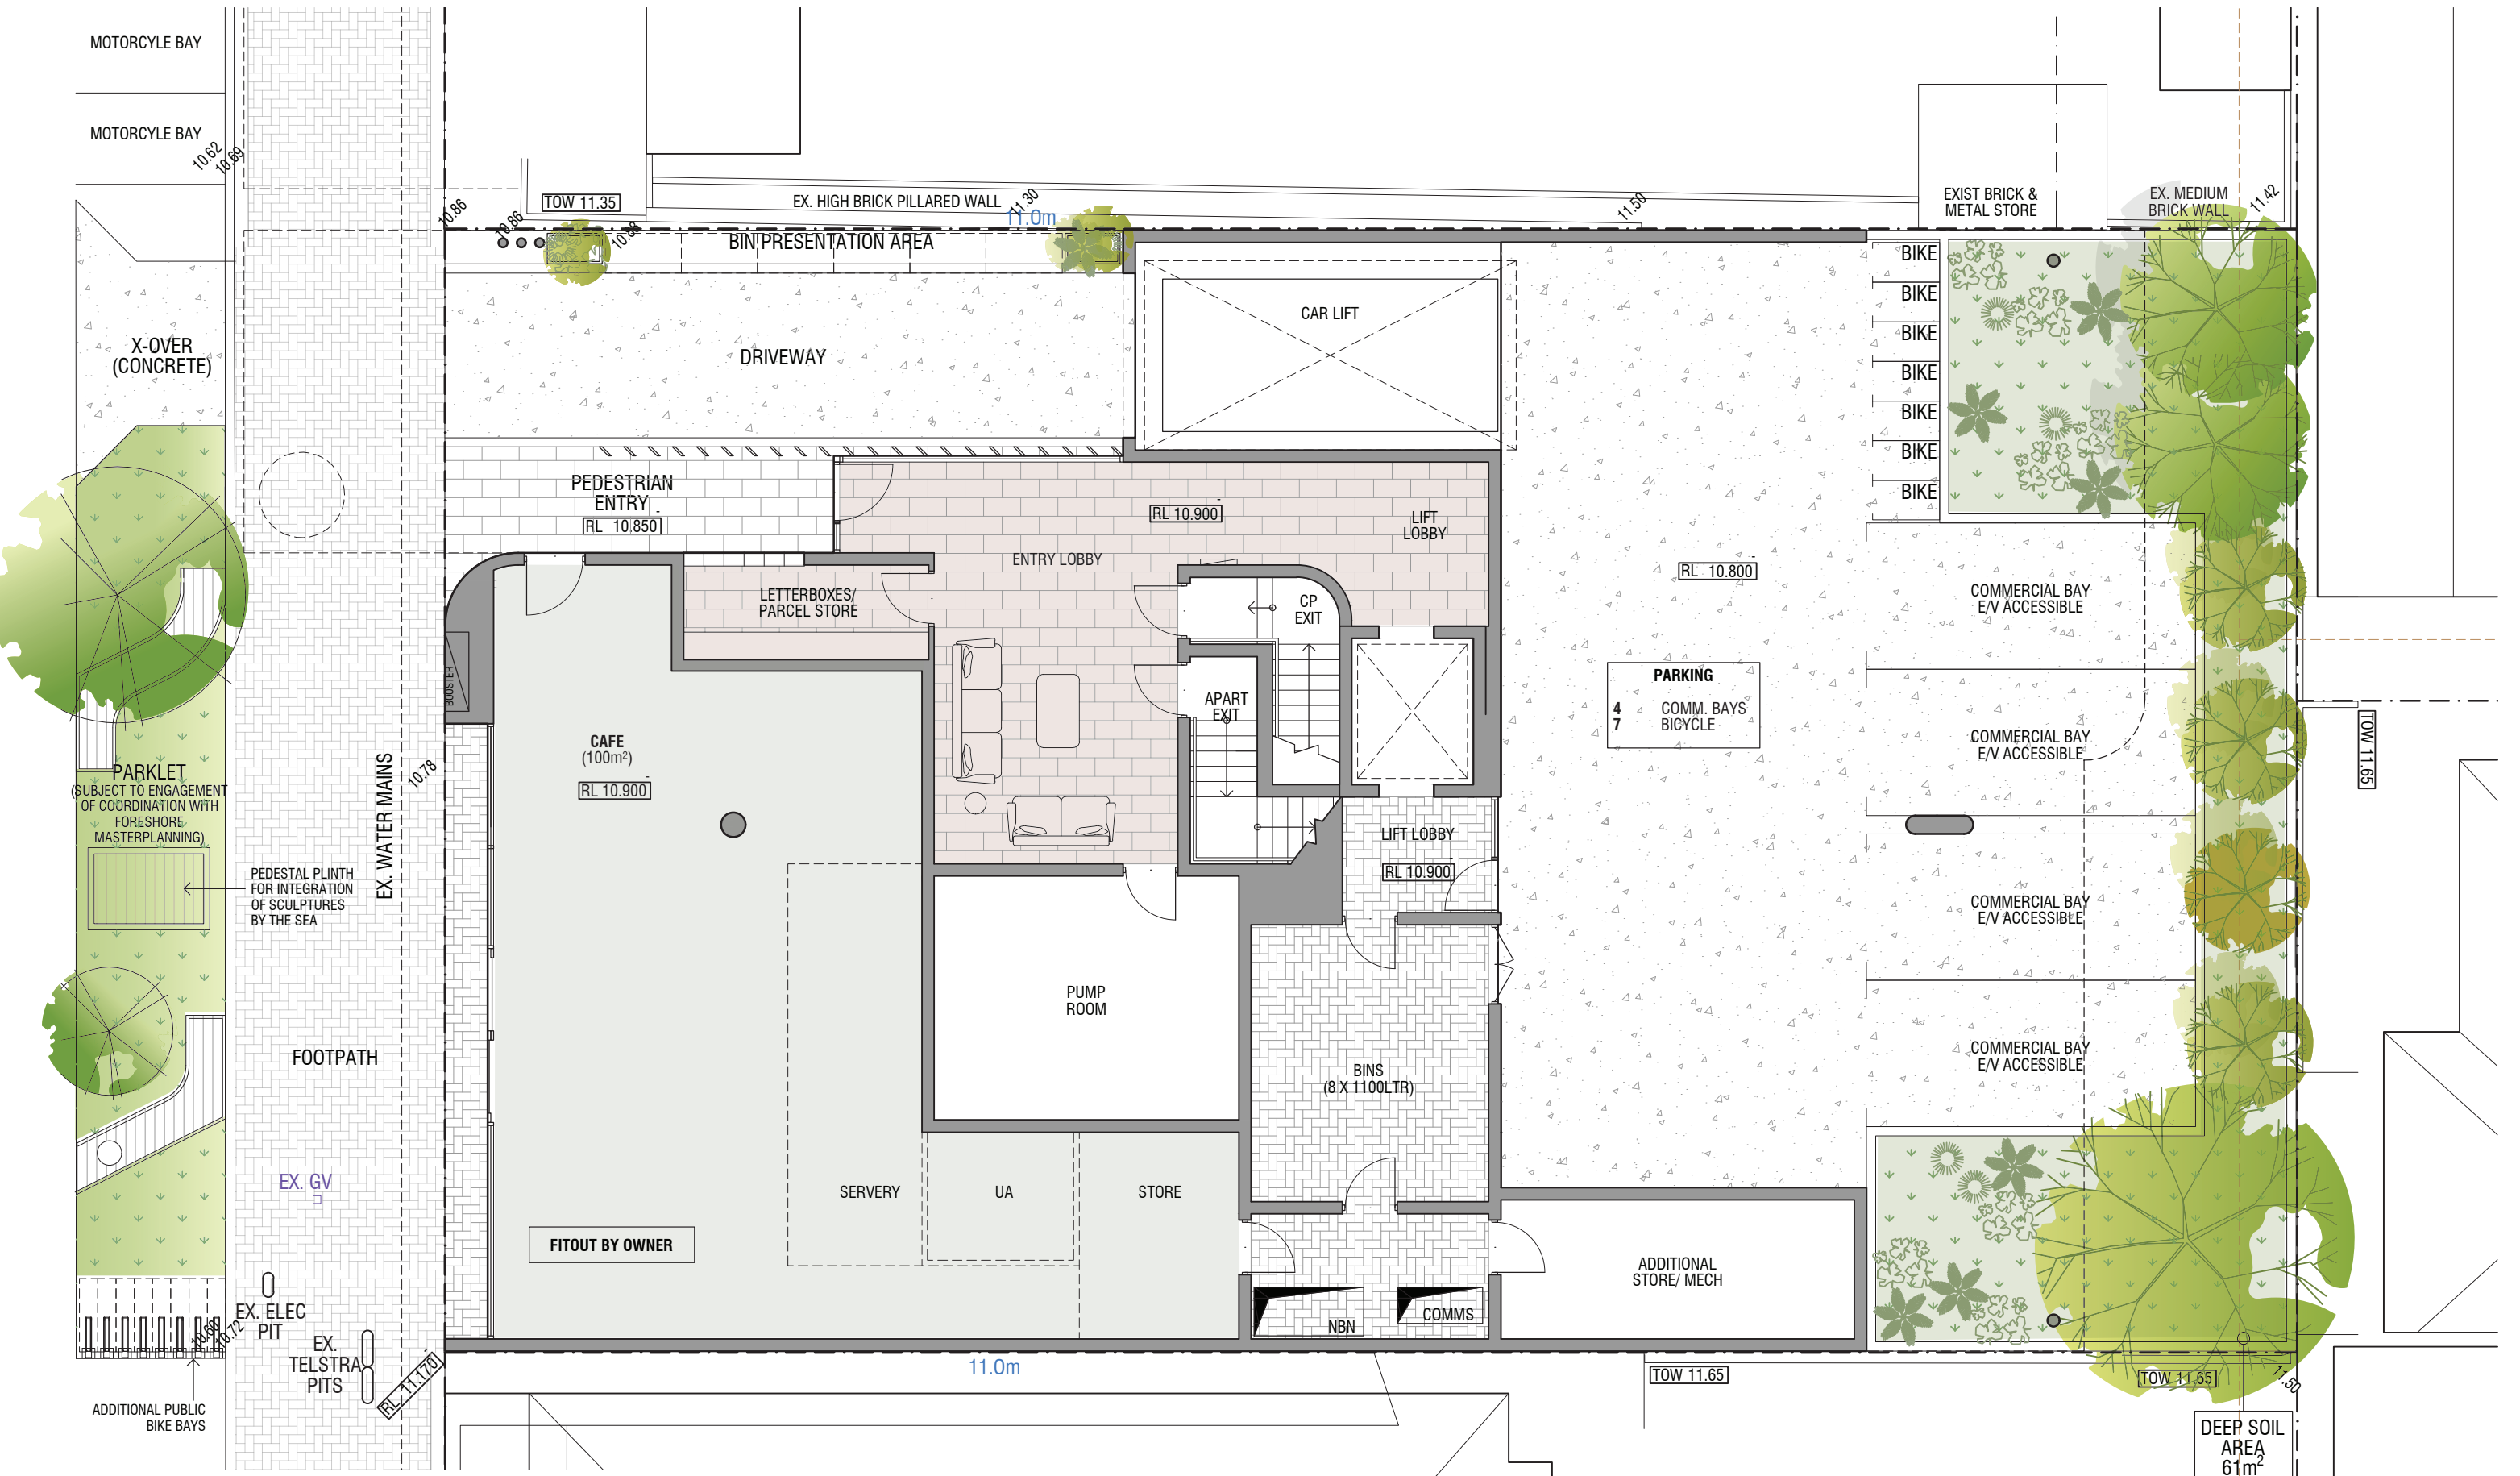 MOTORCYLE BAY
MOTORCYLE BAY
10.62
10.69
X-OVER
(CONCRETE)
PARKLET
(SUBJECT TO ENGAGEMENT
OF COORDINATION WITH
FORESHORE
MASTERPLANNING)
PEDESTAL PLINTH
FOR INTEGRATION
OF SCULPTURES
BY THE SEA
EX. WATER MAINS
10.78
FOOTPATH
EX. GV
EX. ELEC
PIT
10.69
10.72
EX.
TELSTRA
PITS
RL 11.170
ADDITIONAL PUBLIC
BIKE BAYS
10.86
10.86
10.88
TOW 11.35
EX. HIGH BRICK PILLARED WALL
11.30
11.0m
BIN PRESENTATION AREA
11.50
EXIST BRICK &
METAL STORE
EX. MEDIUM
BRICK WALL
11.42
DRIVEWAY
CAR LIFT
BIKE
BIKE
BIKE
BIKE
BIKE
BIKE
BIKE
PEDESTRIAN
ENTRY
RL 10.850
RL 10.900
LIFT
LOBBY
ENTRY LOBBY
LETTERBOXES/
PARCEL STORE
CP
EXIT
APART
EXIT
BOOSTER
CAFE
(100m²)
RL 10.900
LIFT LOBBY
RL 10.900
PUMP
ROOM
BINS
(8 X 1100LTR)
SERVERY
UA
STORE
FITOUT BY OWNER
NBN
COMMS
ADDITIONAL
STORE/ MECH
RL 10.800
PARKING
4 COMM. BAYS
7 BICYCLE
COMMERCIAL BAY
E/V ACCESSIBLE
COMMERCIAL BAY
E/V ACCESSIBLE
COMMERCIAL BAY
E/V ACCESSIBLE
COMMERCIAL BAY
E/V ACCESSIBLE
TOW 11.65
11.0m
TOW 11.65
TOW 11.65
11.50
DEEP SOIL
AREA
61m²